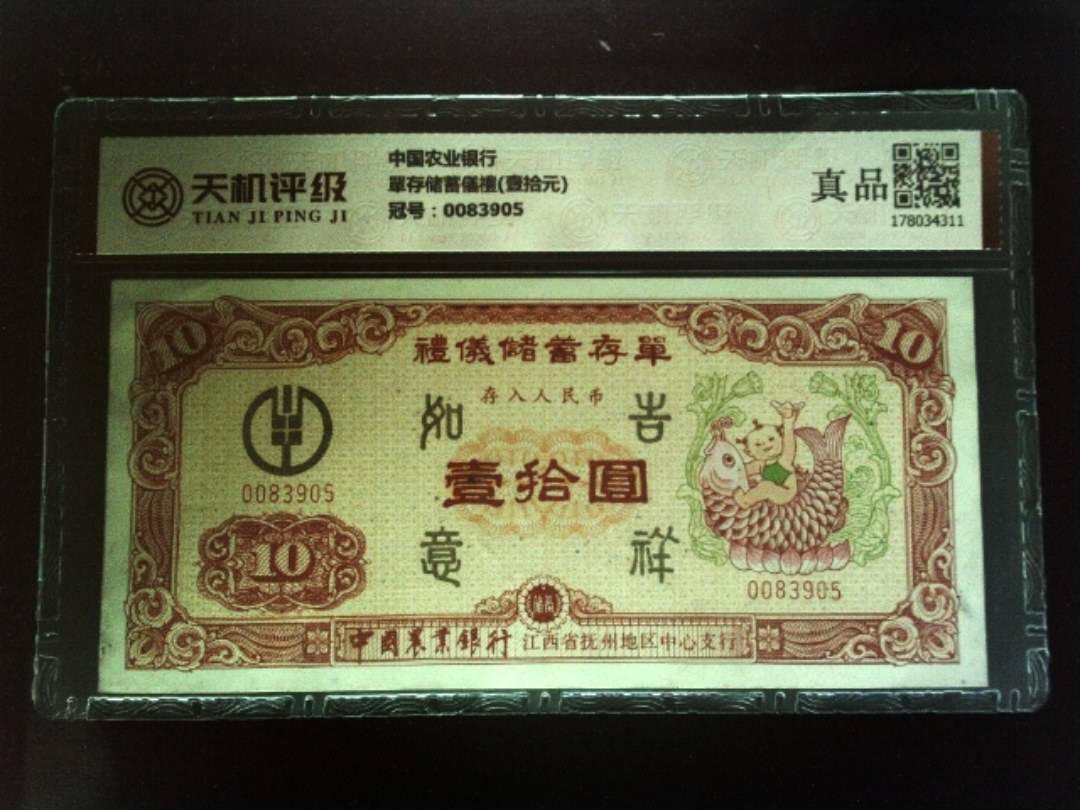 天机评级
TIAN JI PING JI
中国农业银行
單存储蓄儀禮(壹拾元)
冠号：0083905
真品
178034311
10
10
禮儀儲蓄存單
存入人民币
如 吉
壹拾圓
意 祥
0083905
10
0083905
中國農業銀行 江西省抚州地区中心支行